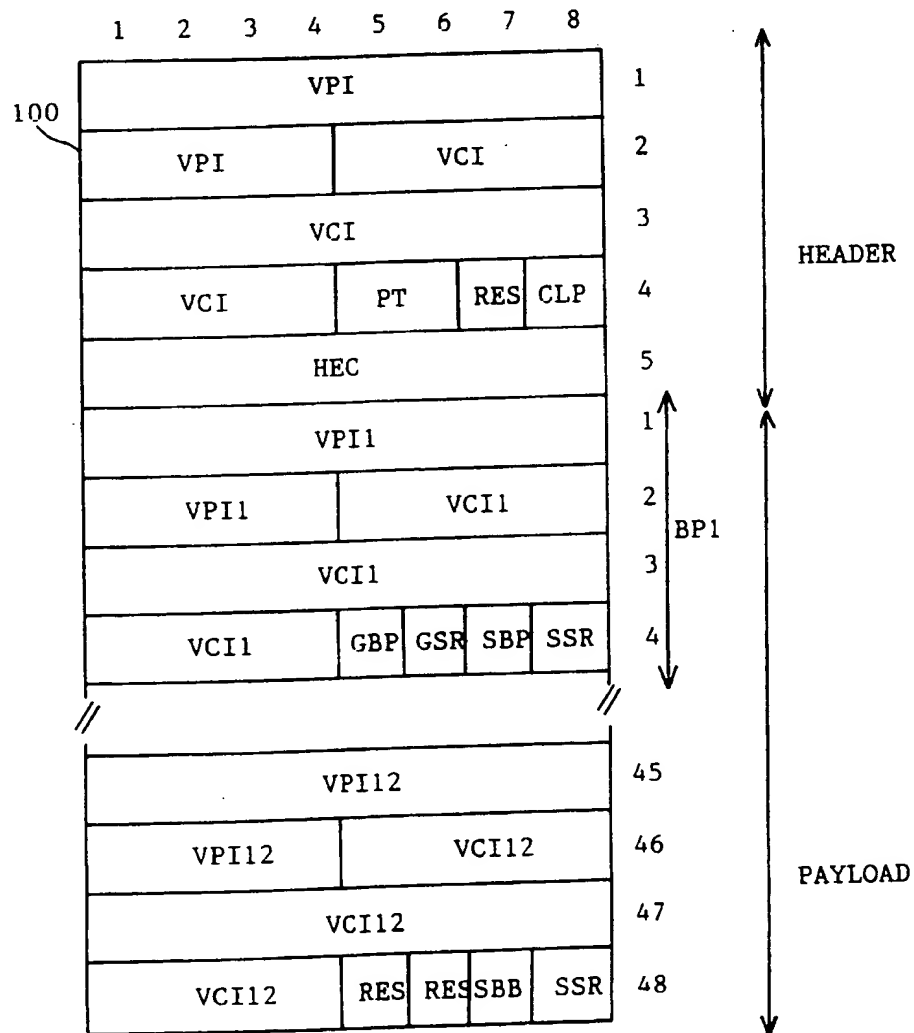 1 2 3 4 5 6 7 8
VPI 1
100
VPI VCI 2
VCI 3
HEADER
VCI PT RES CLP 4
HEC 5
VPI1 1
VPI1 VCI1 2
BP1
VCI1 3
VCI1 GBP GSR SBP SSR 4
VPI12 45
VPI12 VCI12 46
PAYLOAD
VCI12 47
VCI12 RES RES SBB SSR 48